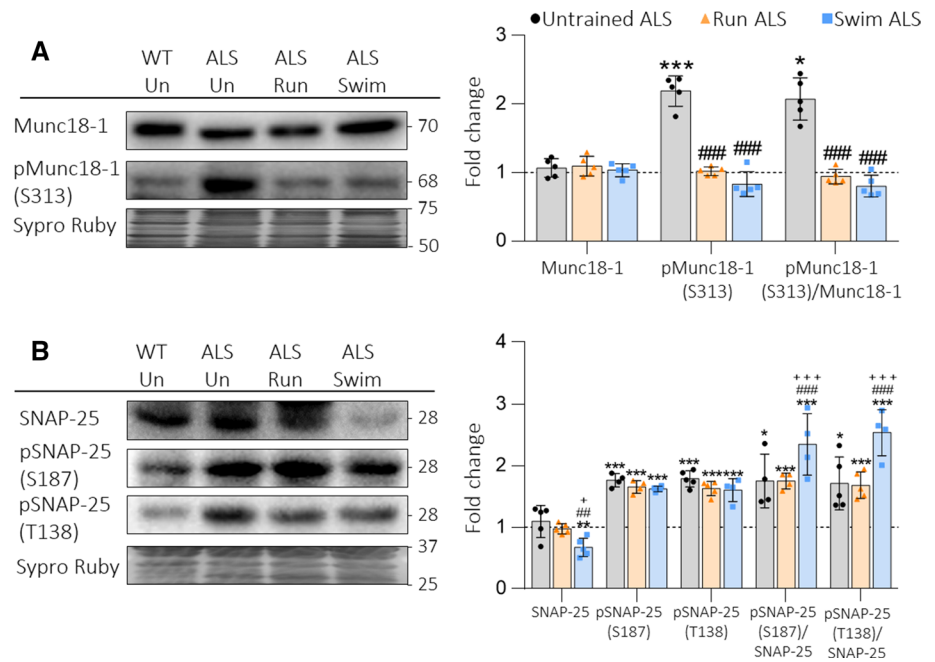 A
WT ALS ALS ALS
Un Un Run Swim
Munc18-1
70
pMunc18-1
(S313)
68
75
Sypro Ruby
50
Untrained ALS Run ALS Swim ALS
Fold change
3
2
1
0
***
*
###
###
###
###
Munc18-1 pMunc18-1 pMunc18-1
(S313) (S313)/Munc18-1
B
WT ALS ALS ALS
Un Un Run Swim
SNAP-25
28
pSNAP-25
(S187)
28
pSNAP-25
(T138)
28
37
Sypro Ruby
25
Fold change
4
3
2
1
0
+
##
**
***
***
***
***
***
***
*
***
+++
###
***
*
***
+++
###
***
SNAP-25 pSNAP-25 pSNAP-25 pSNAP-25 pSNAP-25
(S187) (T138) (S187)/ (T138)/
SNAP-25 SNAP-25